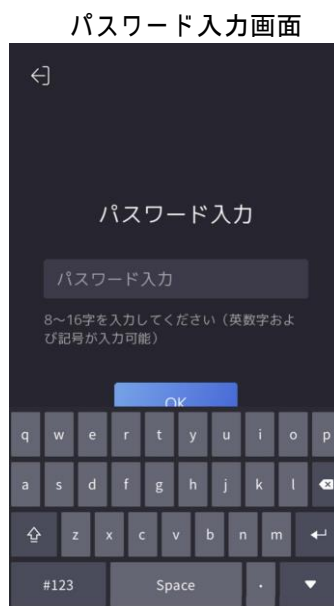 パスワード入力画面
パスワード入力
パスワード入力
8～16字を入力してください（英数字およ
び記号が入力可能）
OK
q w e r t y u i o p
a s d f g h j k l
z x c v b n m
#123 Space .